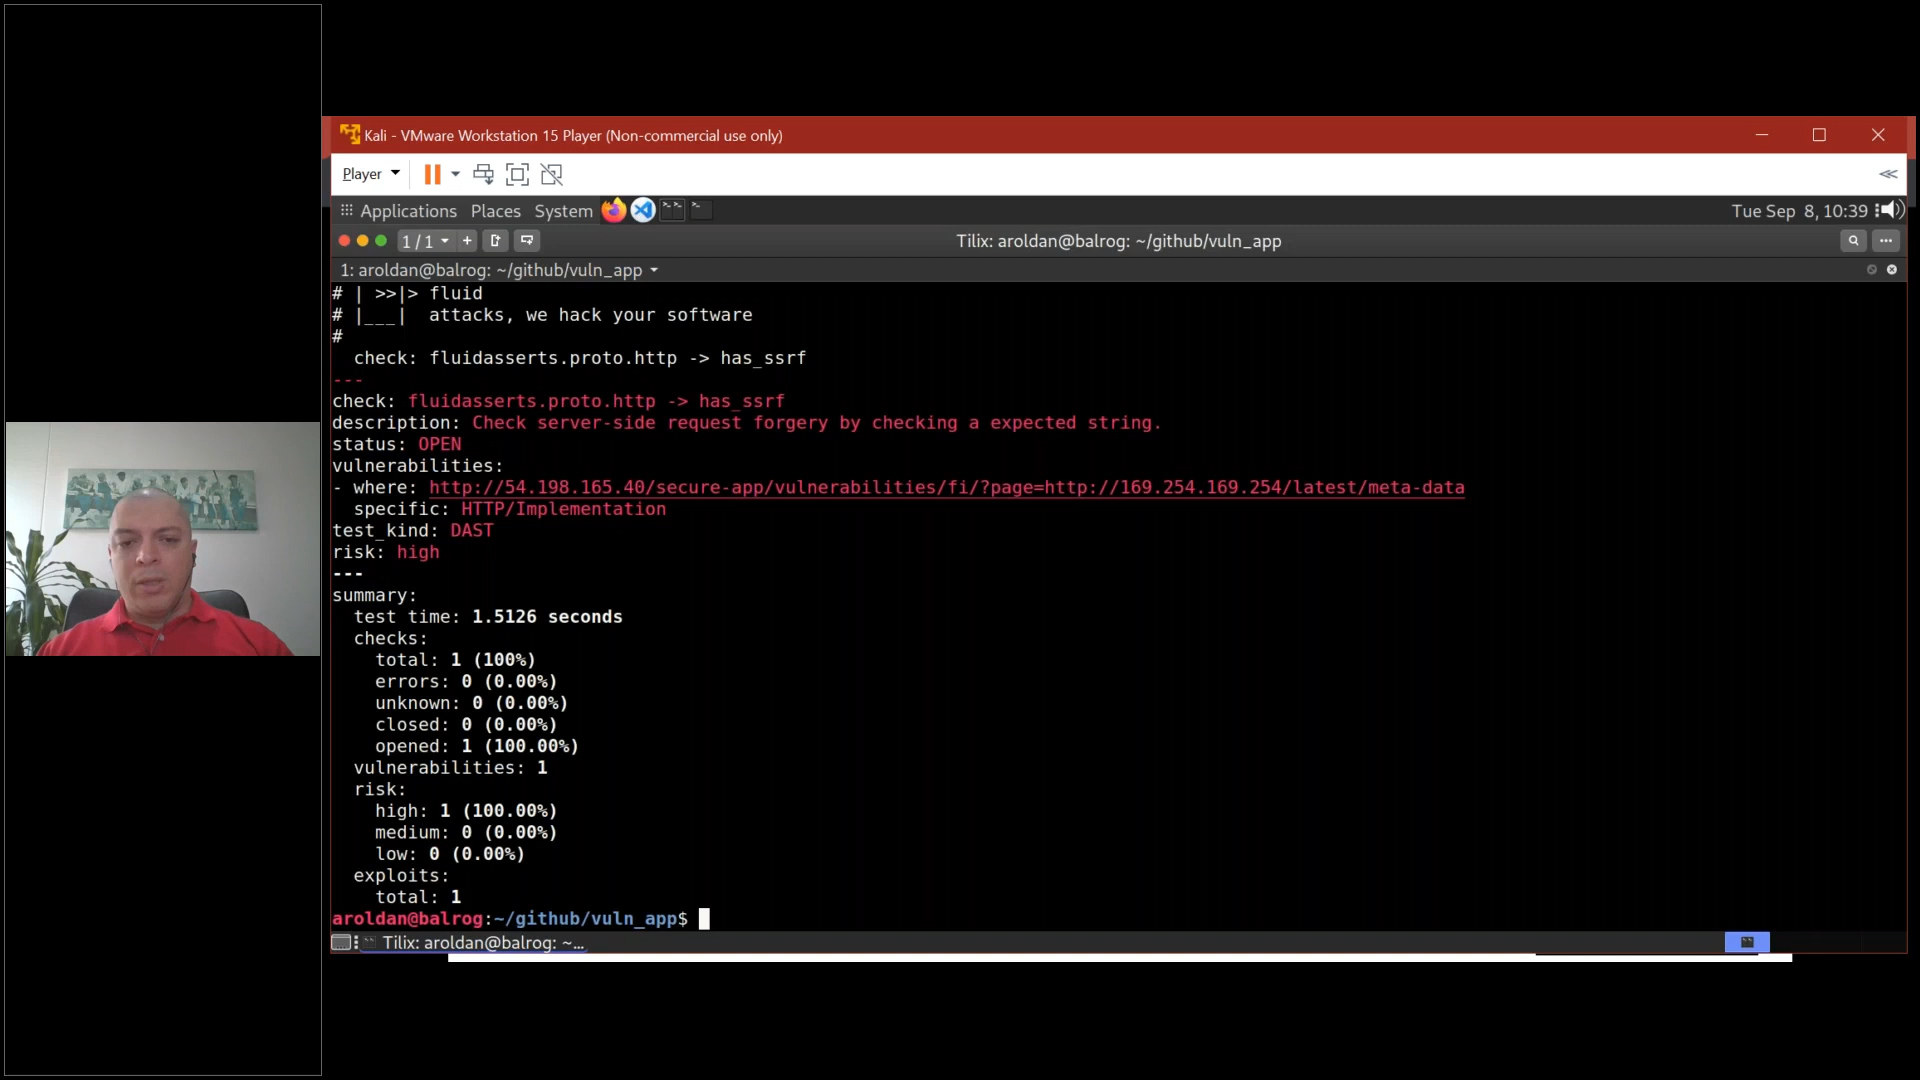 Kali - VMware Workstation 15 Player (Non-commercial use only)
Player
Applications Places System
Tue Sep 8, 10:39
1 / 1
Tilix: aroldan@balrog: ~/github/vuln_app
1: aroldan@balrog: ~/github/vuln_app
# | >>|> fluid
# |___|  attacks, we hack your software
#
  check: fluidasserts.proto.http -> has_ssrf
---
check: fluidasserts.proto.http -> has_ssrf
description: Check server-side request forgery by checking a expected string.
status: OPEN
vulnerabilities:
- where: http://54.198.165.40/secure-app/vulnerabilities/fi/?page=http://169.254.169.254/latest/meta-data
  specific: HTTP/Implementation
test_kind: DAST
risk: high
---
summary:
  test time: 1.5126 seconds
  checks:
    total: 1 (100%)
    errors: 0 (0.00%)
    unknown: 0 (0.00%)
    closed: 0 (0.00%)
    opened: 1 (100.00%)
  vulnerabilities: 1
  risk:
    high: 1 (100.00%)
    medium: 0 (0.00%)
    low: 0 (0.00%)
  exploits:
    total: 1
aroldan@balrog:~/github/vuln_app$
Tilix: aroldan@balrog: ~...